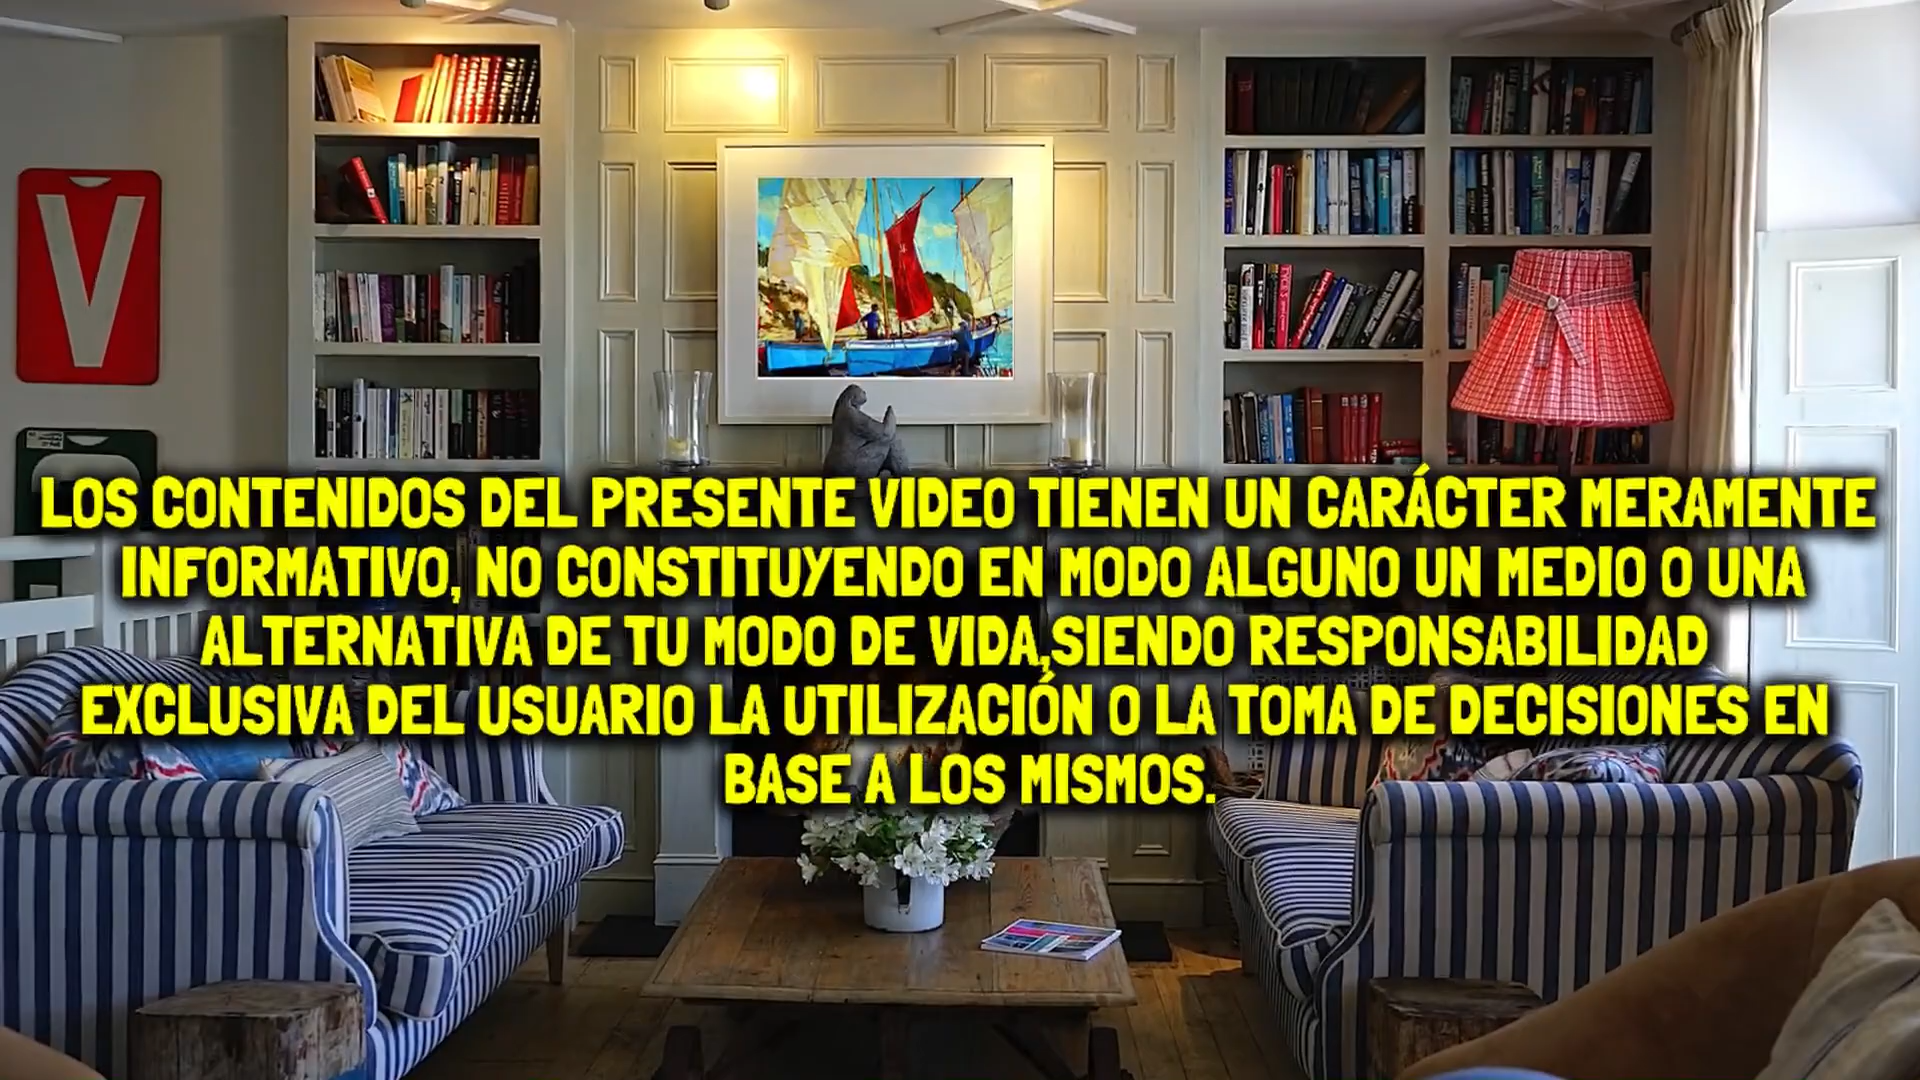 V
LOS CONTENIDOS DEL PRESENTE VIDEO TIENEN UN CARÁCTER MERAMENTE
INFORMATIVO, NO CONSTITUYENDO EN MODO ALGUNO UN MEDIO O UNA
ALTERNATIVA DE TU MODO DE VIDA,SIENDO RESPONSABILIDAD
EXCLUSIVA DEL USUARIO LA UTILIZACIÓN O LA TOMA DE DECISIONES EN
BASE A LOS MISMOS.